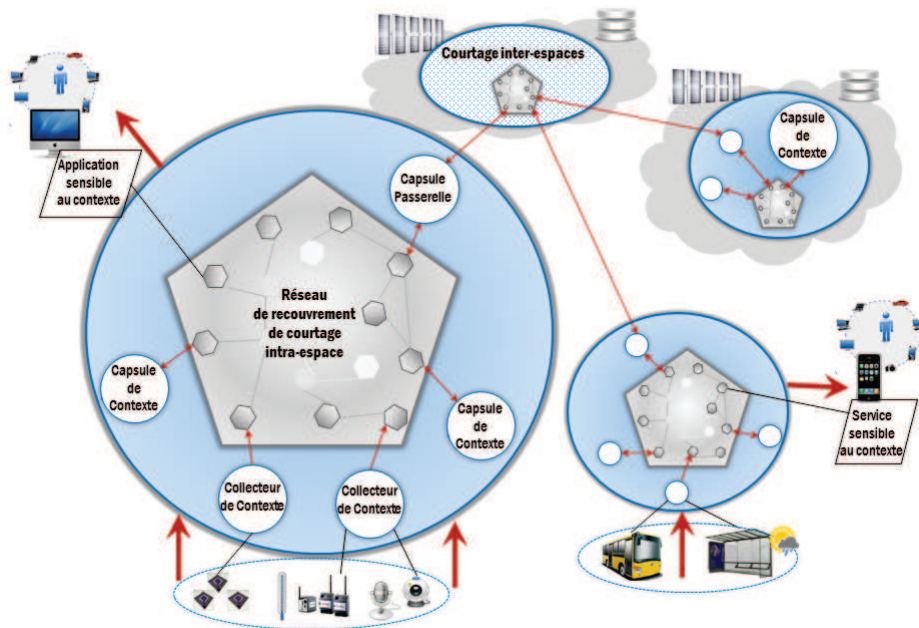 Courtage inter-espaces
Application
sensible
au contexte
Capsule
Passerelle
Capsule
de
Contexte
Réseau
de recouvrement
de courtage
intra-espace
Capsule
de
Contexte
Capsule
de
Contexte
Service
sensible
au contexte
Collecteur
de Contexte
Collecteur
de Contexte